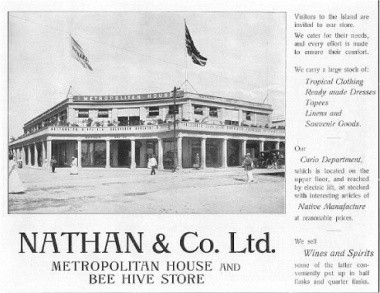 METROPOLITAN HOUSE
Visitors to the Island are
invited to our store.
We cater for their needs,
and every effort is made
to ensure their comfort.
We carry a large stock of:
Tropical Clothing
Ready made Dresses
Topees
Linens and
Souvenir Goods.
Our
Curio Department,
which is located on the
upper floor, and reached
by electric lift, is stocked
with interesting articles of
Native Manufacture
at reasonable prices.
We sell
Wines and Spirits
some of the latter con-
veniently put up in half
flasks and quarter flasks.
NATHAN & Co. Ltd.
METROPOLITAN HOUSE AND
BEE HIVE STORE